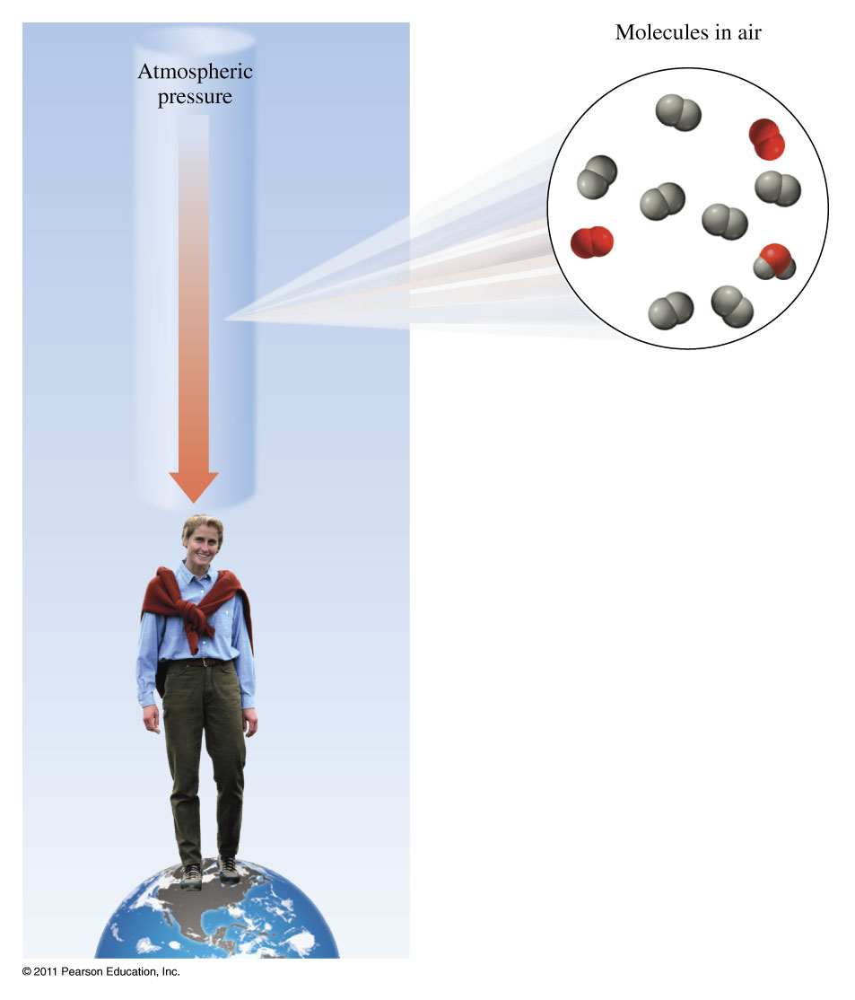 Molecules in air
Atmospheric
pressure
© 2011 Pearson Education, Inc.